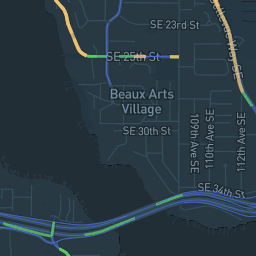 SE 23rd St
SE 25th St
Beaux Arts
Village
SE 30th St
109th Ave SE
110th Ave SE
112th Ave SE
SE 34th St